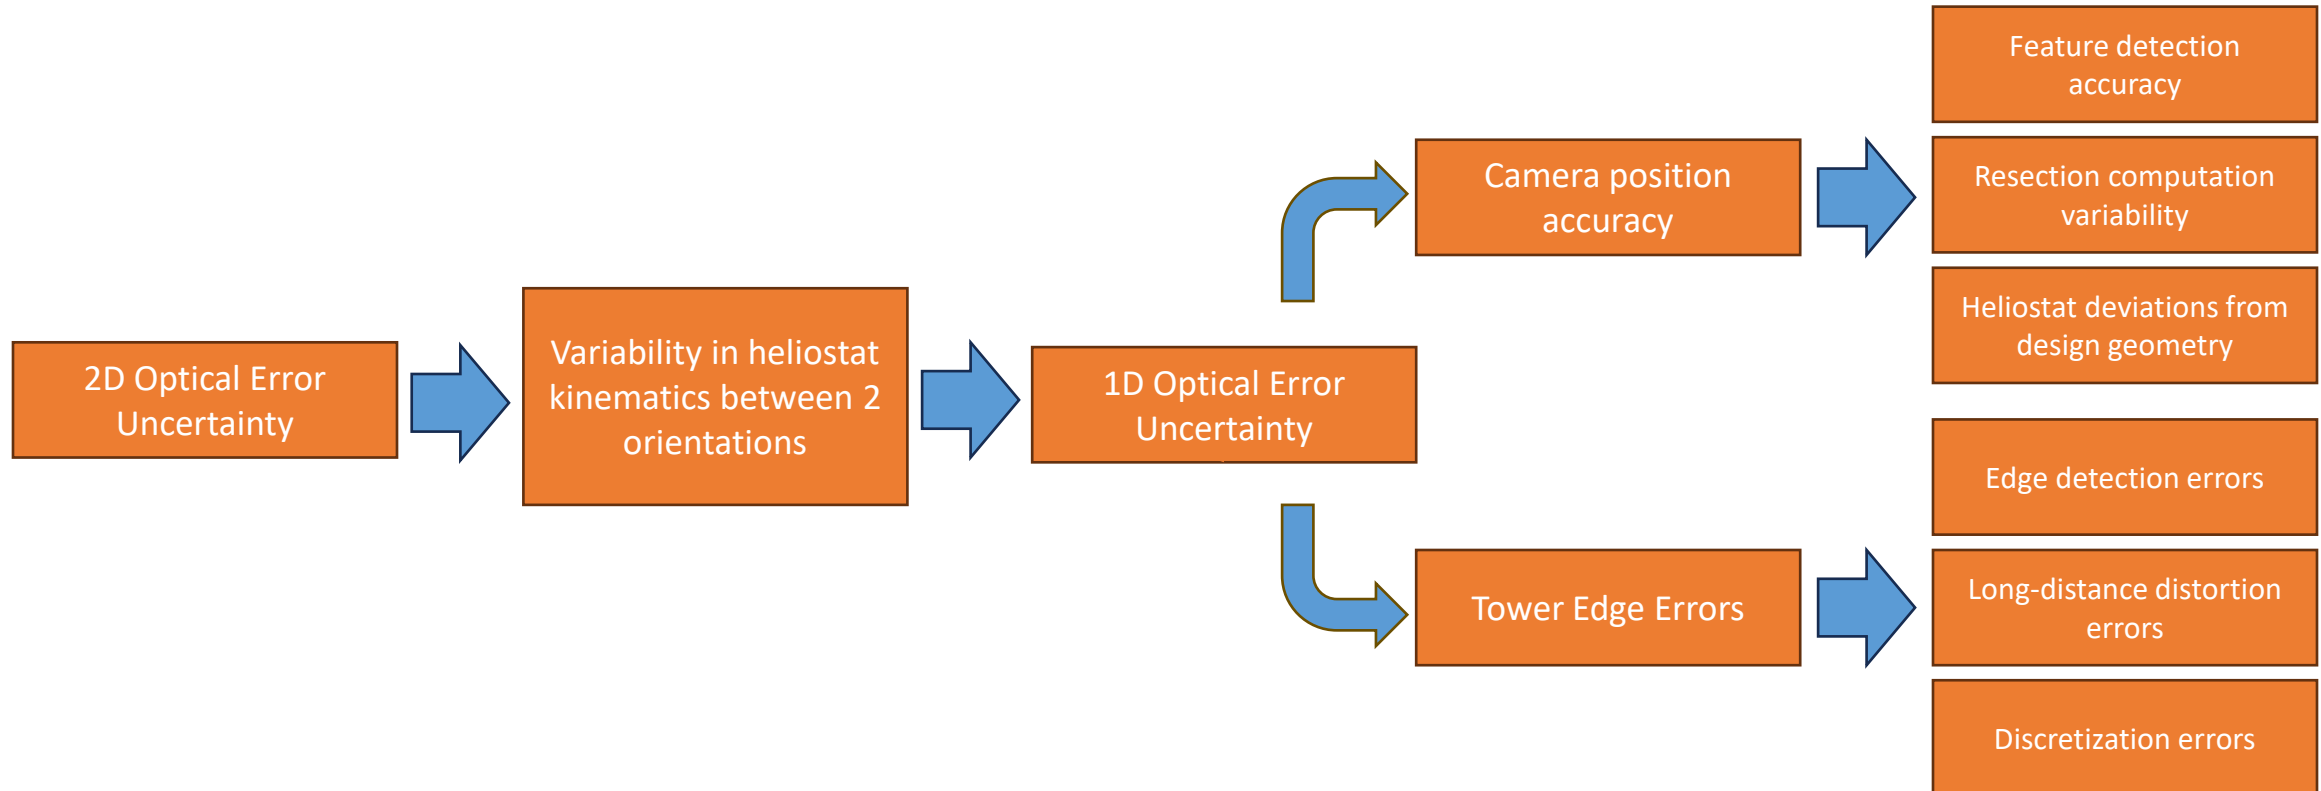 2D Optical Error
Uncertainty
Variability in heliostat
kinematics between 2
orientations
1D Optical Error
Uncertainty
Camera position
accuracy
Tower Edge Errors
Feature detection
accuracy
Resection computation
variability
Heliostat deviations from
design geometry
Edge detection errors
Long-distance distortion
errors
Discretization errors